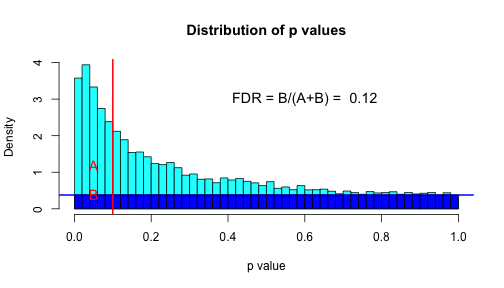 Distribution of p values
FDR = B/(A+B) = 0.12
A
B
Density
0
1
2
3
4
0.0 0.2 0.4 0.6 0.8 1.0
p value